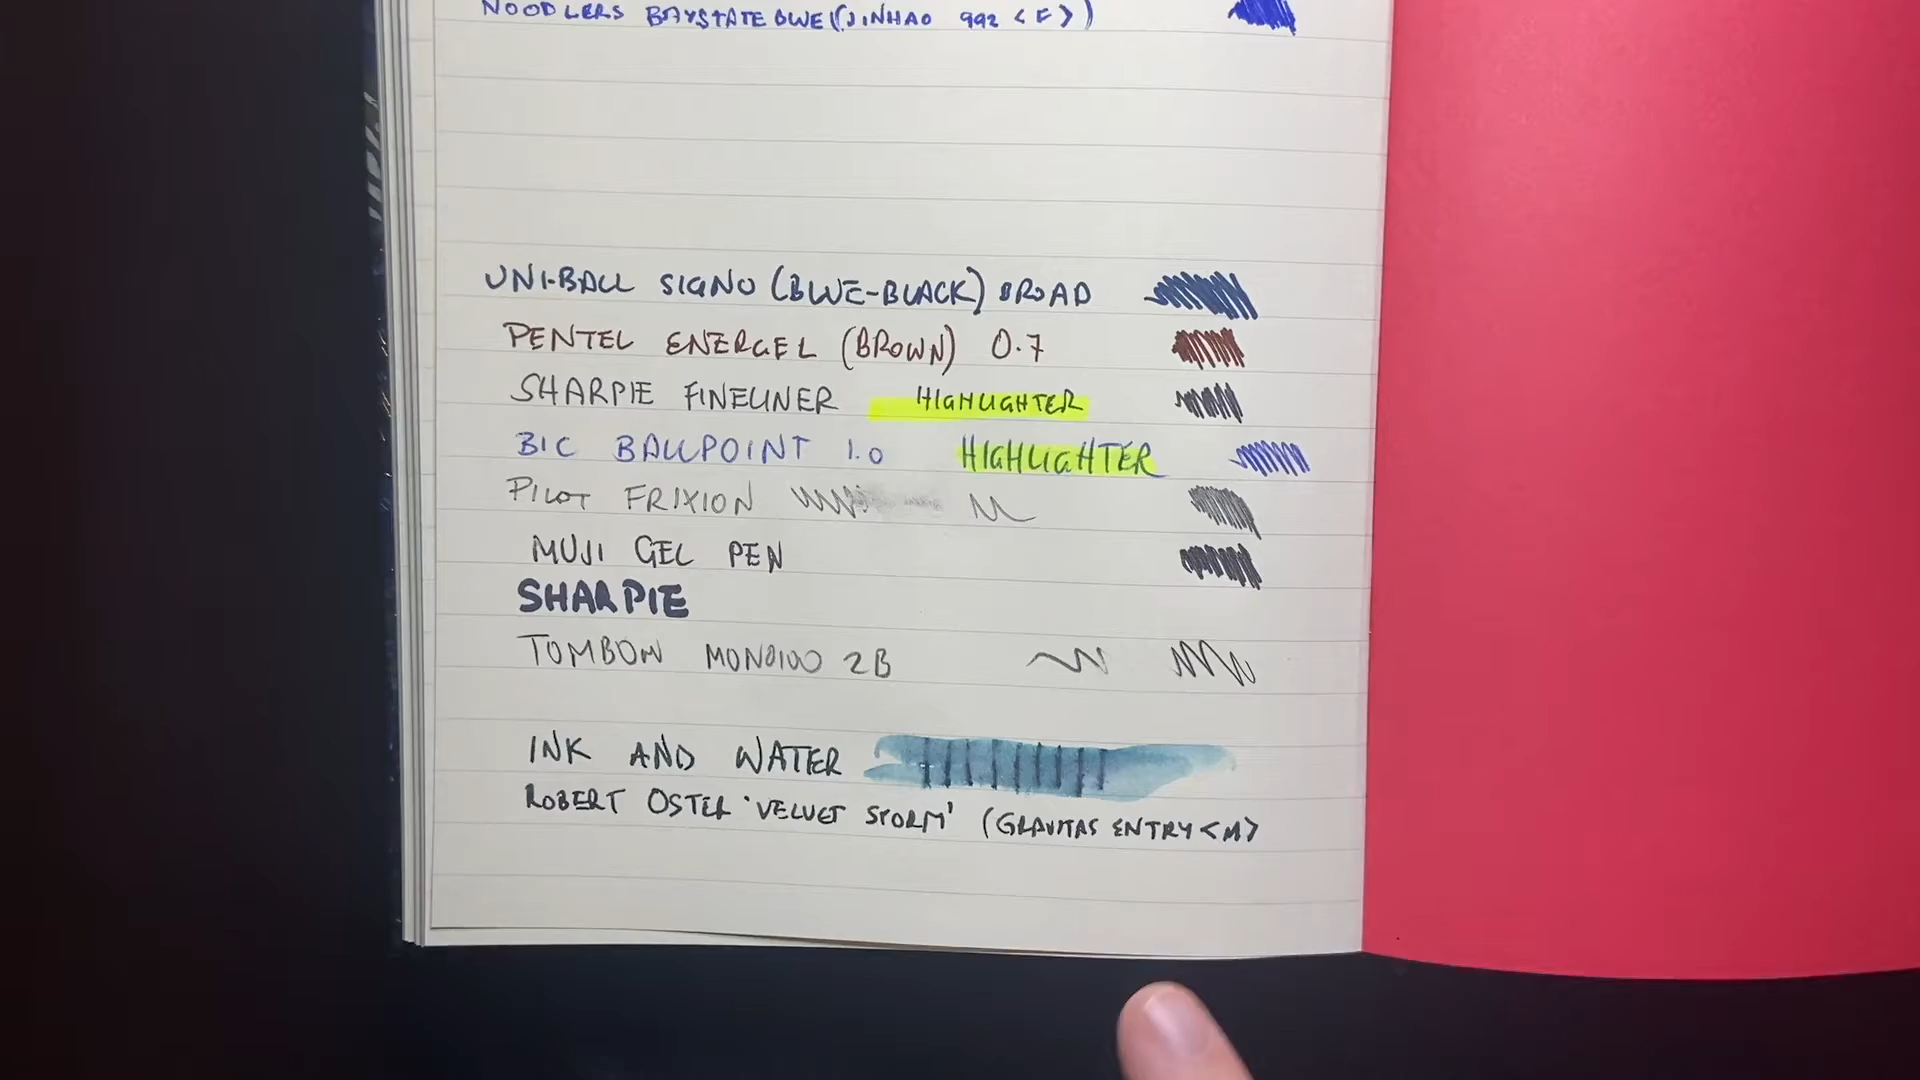 NOODLERS BAYSTATE BLUE (JINHAO 992 <F>)
UNI-BALL SIGNO (BLUE-BLACK) BROAD
PENTEL ENERGEL (BROWN) 0.7
SHARPIE FINELINER HIGHLIGHTER
BIC BALLPOINT 1.0 HIGHLIGHTER
PILOT FRIXION
MUJI GEL PEN
SHARPIE
TOMBOW MONO100 2B
INK AND WATER
ROBERT OSTER 'VELVET STORM' (GRAVITAS ENTRY <M>